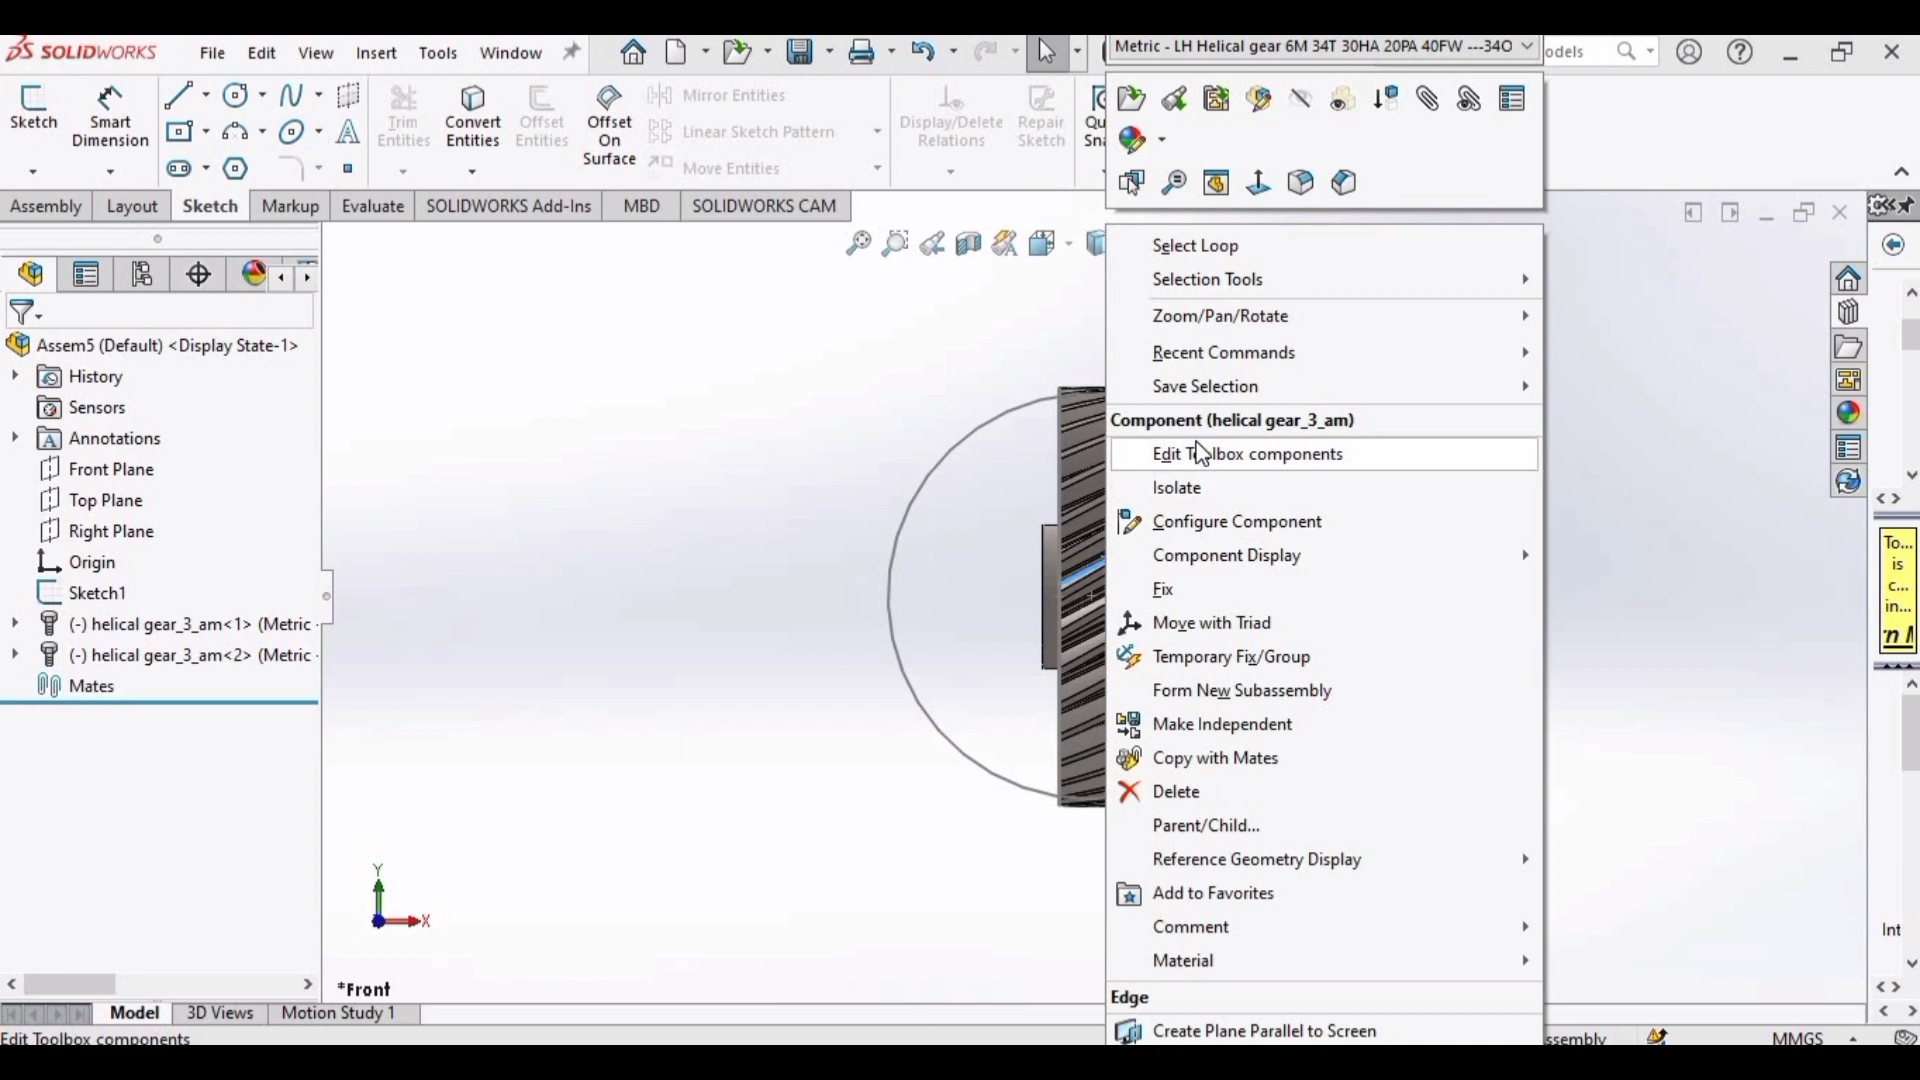 SOLIDWORKS
File Edit View Insert Tools Window
Metric - LH Helical gear 6M 34T 30HA 20PA 40FW ---34O
odels
Sketch
Smart Dimension
Trim Entities
Convert Entities
Offset Entities
Offset On Surface
Mirror Entities
Linear Sketch Pattern
Move Entities
Display/Delete Relations
Repair Sketch
Assembly Layout Sketch Markup Evaluate SOLIDWORKS Add-Ins MBD SOLIDWORKS CAM
Assem5 (Default) <Display State-1>
History
Sensors
Annotations
Front Plane
Top Plane
Right Plane
Origin
Sketch1
(-) helical gear_3_am<1> (Metric
(-) helical gear_3_am<2> (Metric
Mates
Select Loop
Selection Tools
Zoom/Pan/Rotate
Recent Commands
Save Selection
Component (helical gear_3_am)
Edit Toolbox components
Isolate
Configure Component
Component Display
Fix
Move with Triad
Temporary Fix/Group
Form New Subassembly
Make Independent
Copy with Mates
Delete
Parent/Child...
Reference Geometry Display
Add to Favorites
Comment
Material
Edge
Create Plane Parallel to Screen
To...
is
c...
in...
Int
Y
X
*Front
Model 3D Views Motion Study 1
Edit Toolbox components
ssembly
MMGS